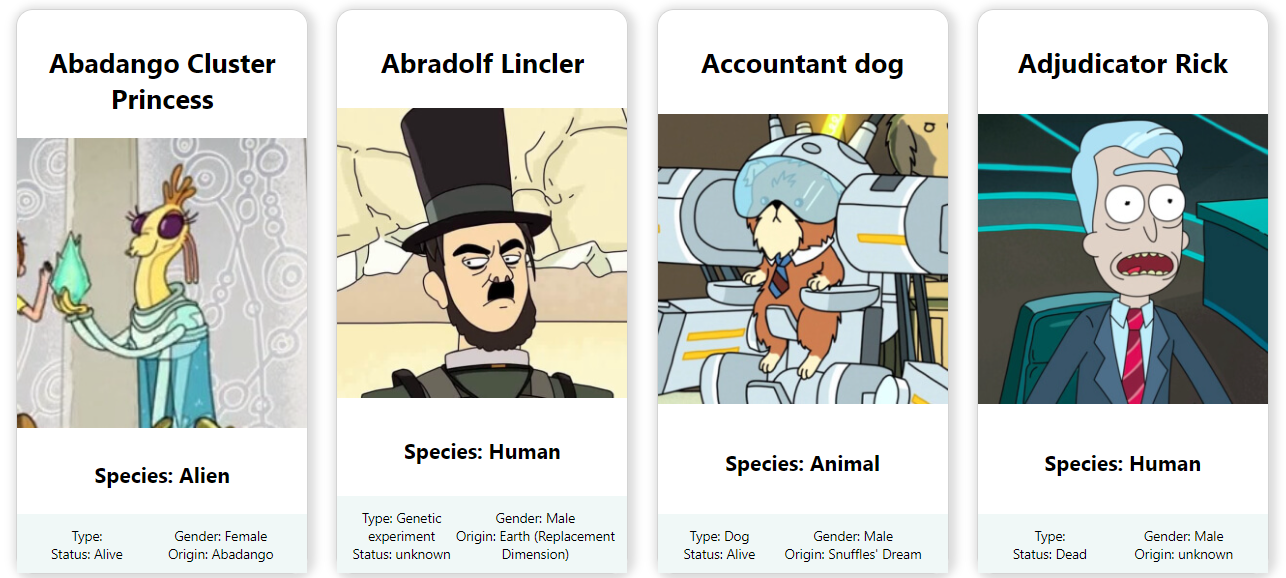 Abadango Cluster
Princess
Species: Alien
Type:
Status: Alive
Gender: Female
Origin: Abadango
Abradolf Lincler
Species: Human
Type: Genetic
experiment
Status: unknown
Gender: Male
Origin: Earth (Replacement
Dimension)
Accountant dog
Species: Animal
Type: Dog
Status: Alive
Gender: Male
Origin: Snuffles' Dream
Adjudicator Rick
Species: Human
Type:
Status: Dead
Gender: Male
Origin: unknown